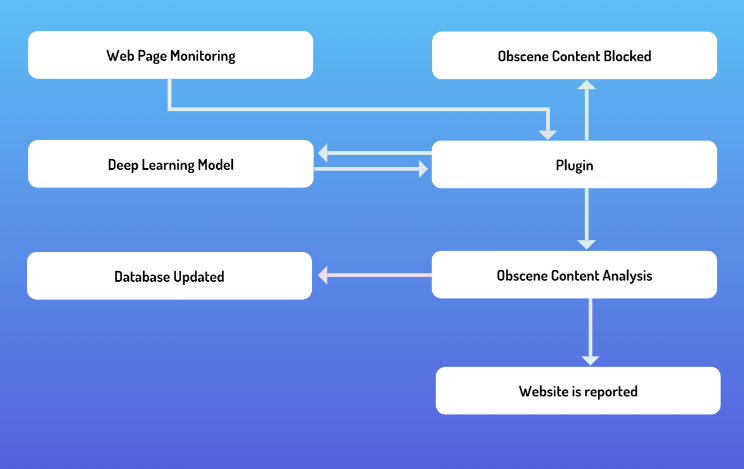 Web Page Monitoring
Obscene Content Blocked
Deep Learning Model
Plugin
Database Updated
Obscene Content Analysis
Website is reported